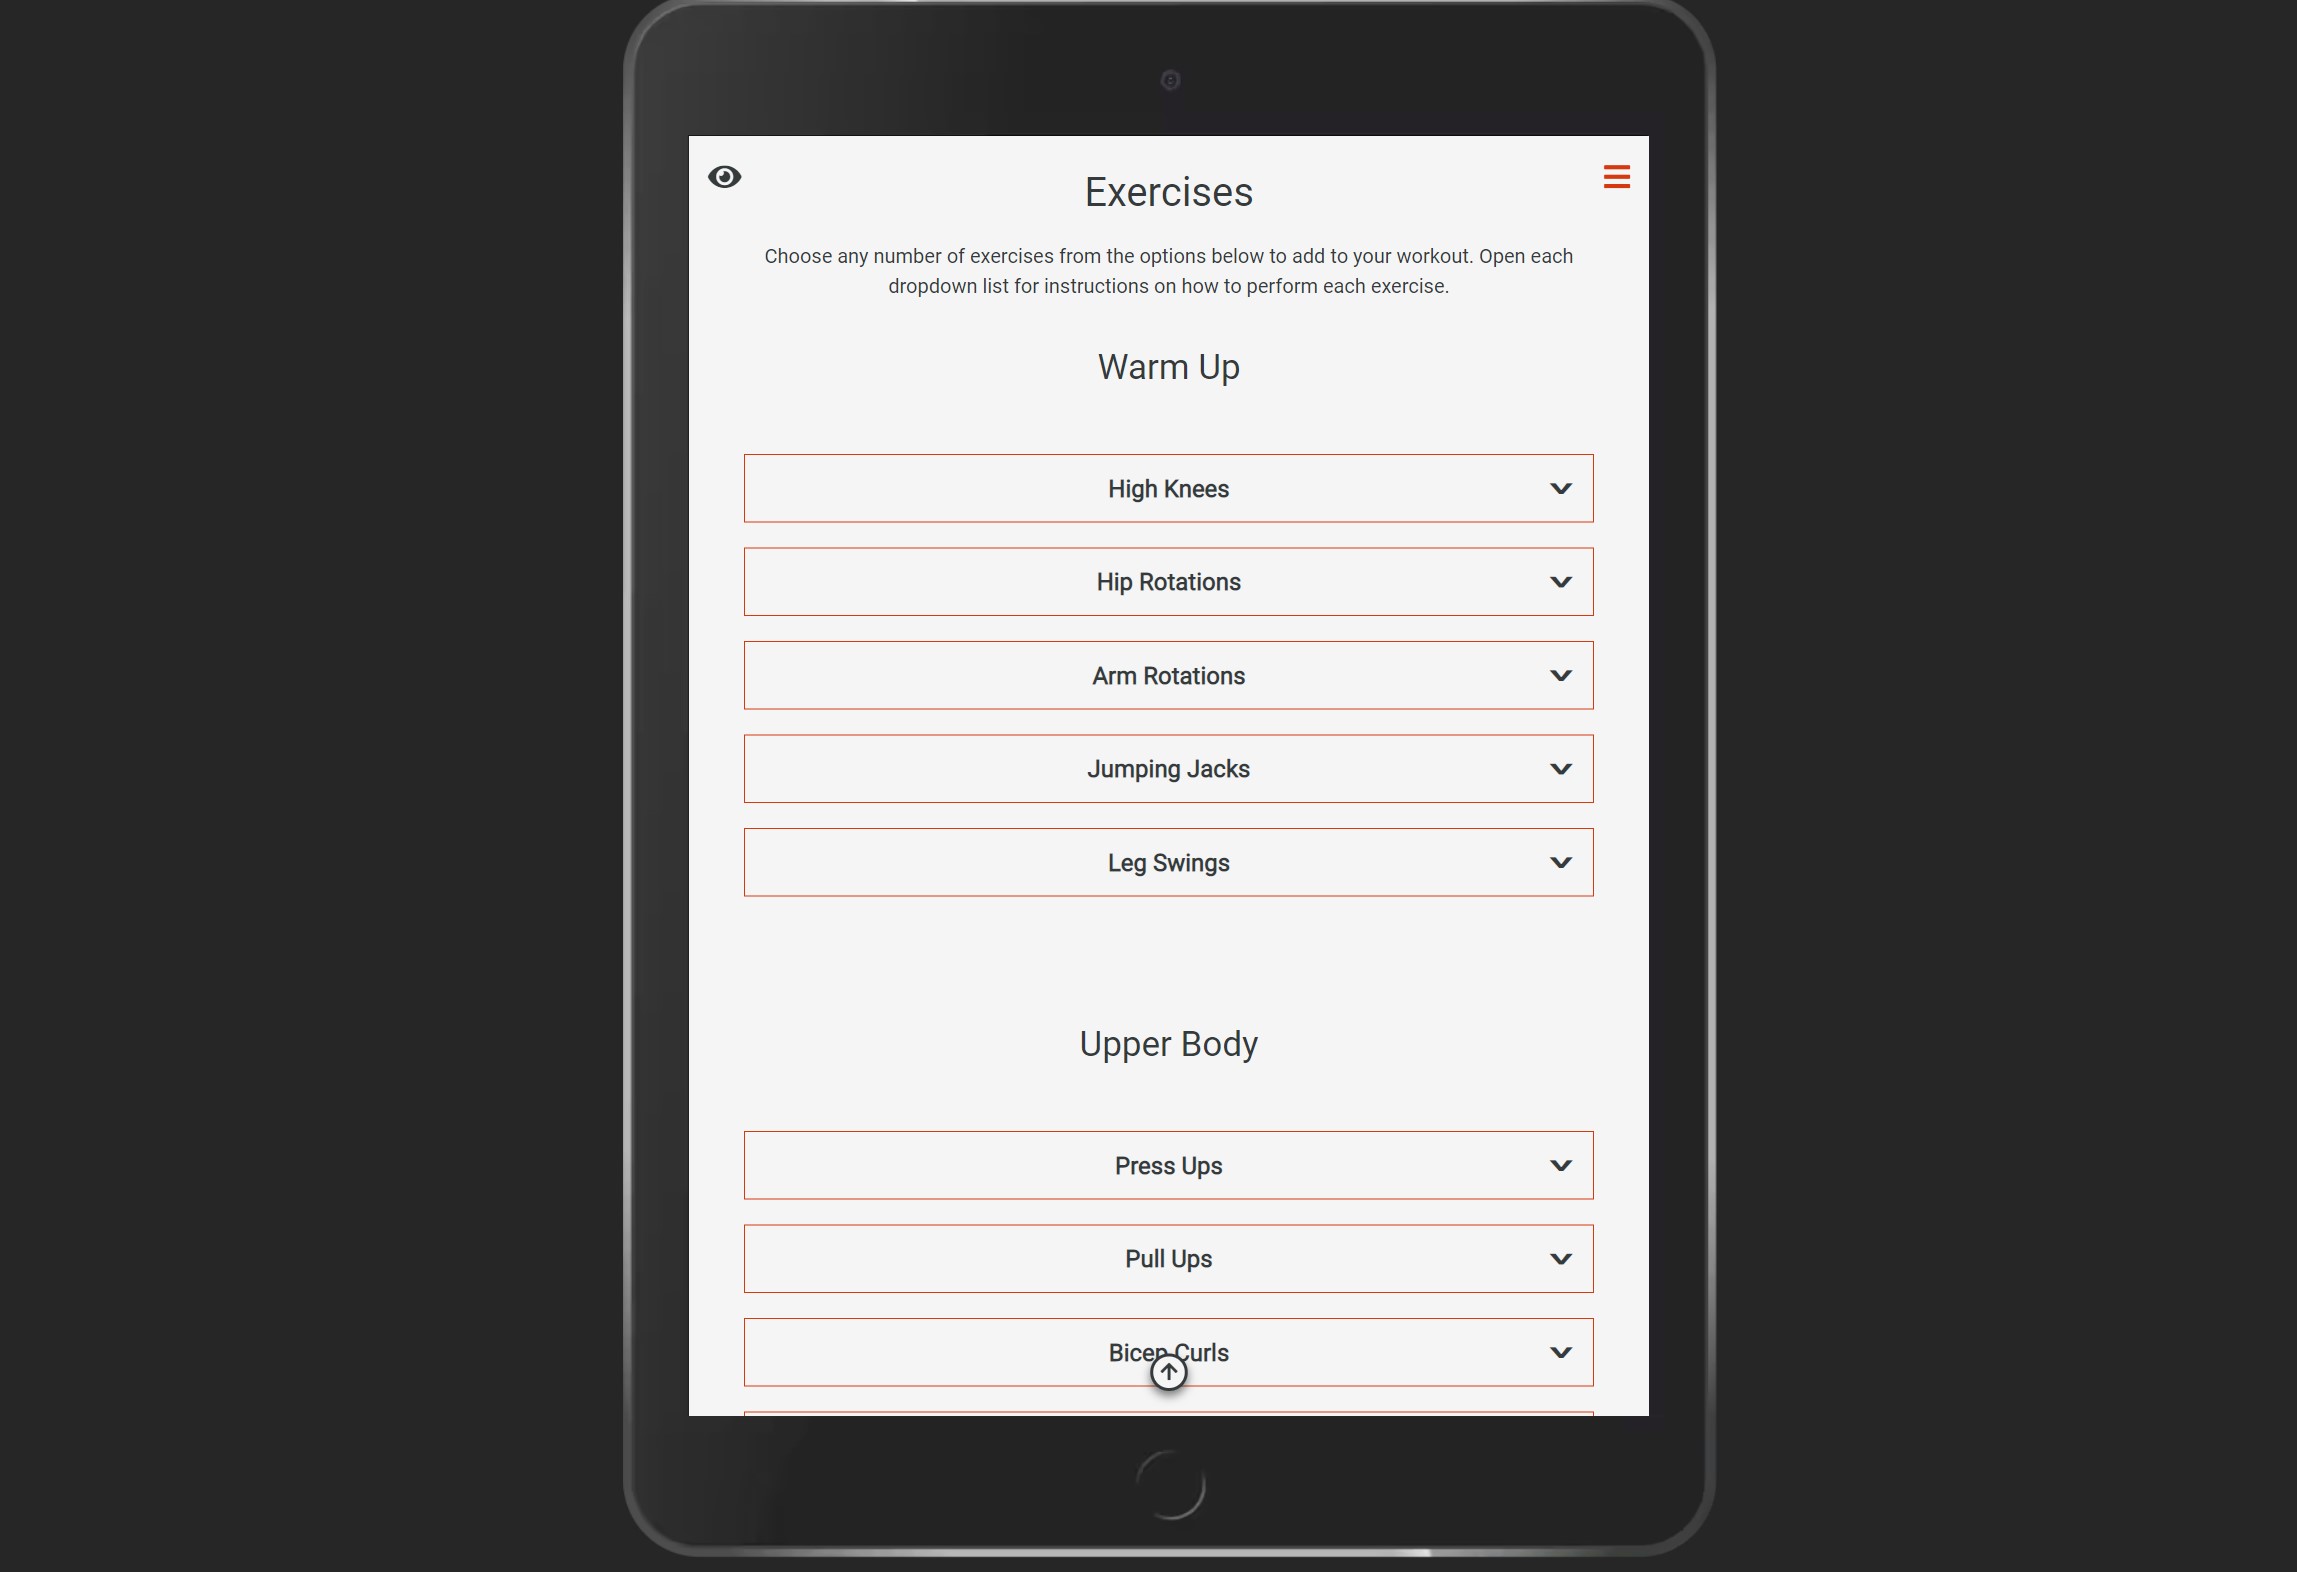 Exercises
Choose any number of exercises from the options below to add to your workout. Open each
dropdown list for instructions on how to perform each exercise.
Warm Up
High Knees
Hip Rotations
Arm Rotations
Jumping Jacks
Leg Swings
Upper Body
Press Ups
Pull Ups
Bicep Curls